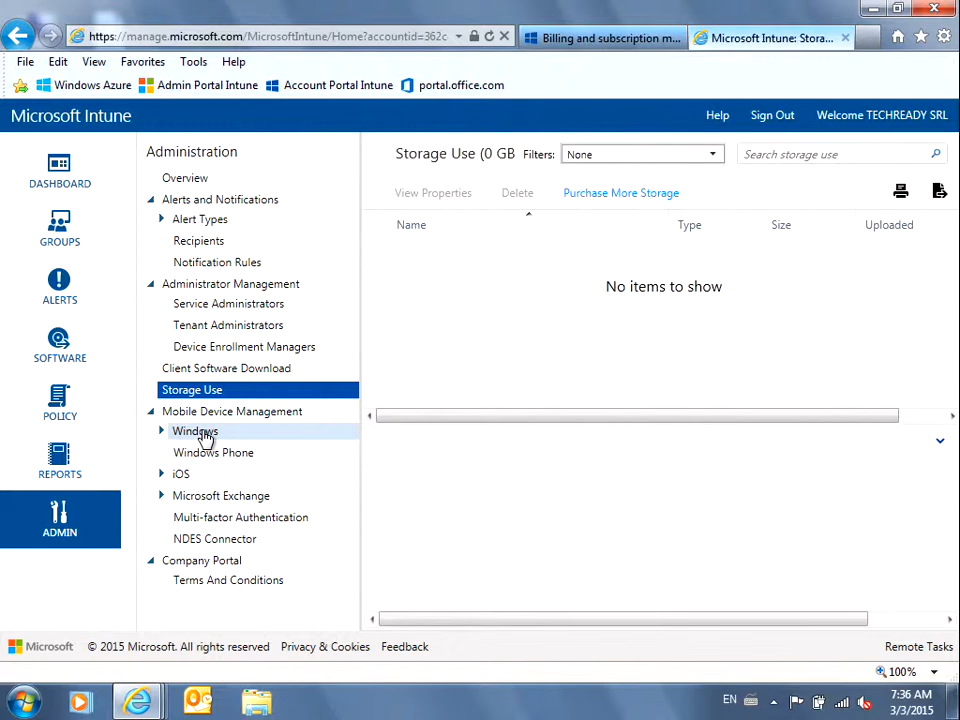 https://manage.microsoft.com/MicrosoftIntune/Home?accountid=362c
Billing and subscription m...
Microsoft Intune: Stora...
File Edit View Favorites Tools Help
Windows Azure Admin Portal Intune Account Portal Intune portal.office.com
Microsoft Intune
Help Sign Out Welcome TECHREADY SRL
DASHBOARD
GROUPS
ALERTS
SOFTWARE
POLICY
REPORTS
ADMIN
Administration
Overview
Alerts and Notifications
Alert Types
Recipients
Notification Rules
Administrator Management
Service Administrators
Tenant Administrators
Device Enrollment Managers
Client Software Download
Storage Use
Mobile Device Management
Windows
Windows Phone
iOS
Microsoft Exchange
Multi-factor Authentication
NDES Connector
Company Portal
Terms And Conditions
Storage Use (0 GB Filters: None Search storage use
View Properties Delete Purchase More Storage
Name Type Size Uploaded
No items to show
Microsoft © 2015 Microsoft. All rights reserved Privacy & Cookies Feedback Remote Tasks
100%
EN
7:36 AM
3/3/2015